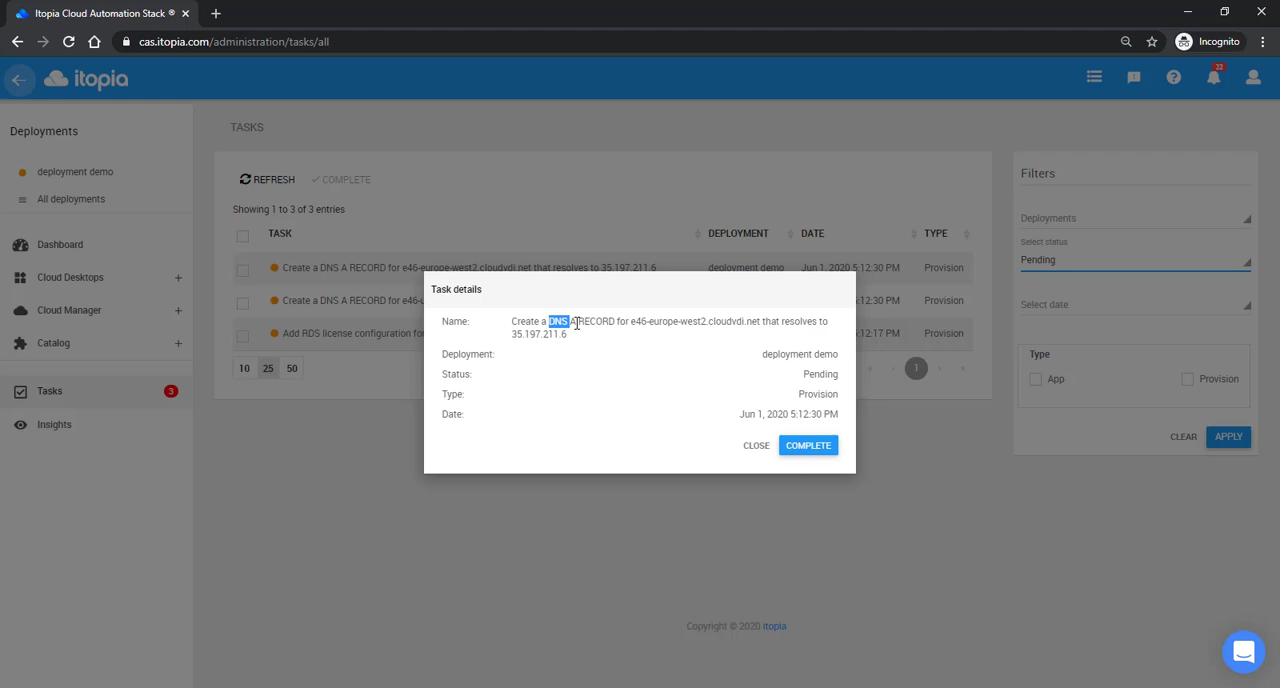 Itopia Cloud Automation Stack ®
cas.itopia.com/administration/tasks/all
Incognito
itopia
22
Deployments
deployment demo
All deployments
Dashboard
Cloud Desktops +
Cloud Manager +
Catalog +
Tasks 3
Insights
TASKS
REFRESH COMPLETE
Showing 1 to 3 of 3 entries
TASK DEPLOYMENT DATE TYPE
Create a DNS A RECORD for e46-europe-west2.cloudvdi.net that resolves to 35.197.211.6 deployment demo Jun 1, 2020 5:12:30 PM Provision
Create a DNS A RECORD for e46-eu :12:30 PM Provision
Add RDS license configuration for :12:17 PM Provision
10 25 50 1
Task details
Name: Create a DNS A RECORD for e46-europe-west2.cloudvdi.net that resolves to
35.197.211.6
Deployment: deployment demo
Status: Pending
Type: Provision
Date: Jun 1, 2020 5:12:30 PM
CLOSE COMPLETE
Filters
Deployments
Select status
Pending
Select date
Type
App Provision
CLEAR APPLY
Copyright © 2020 itopia